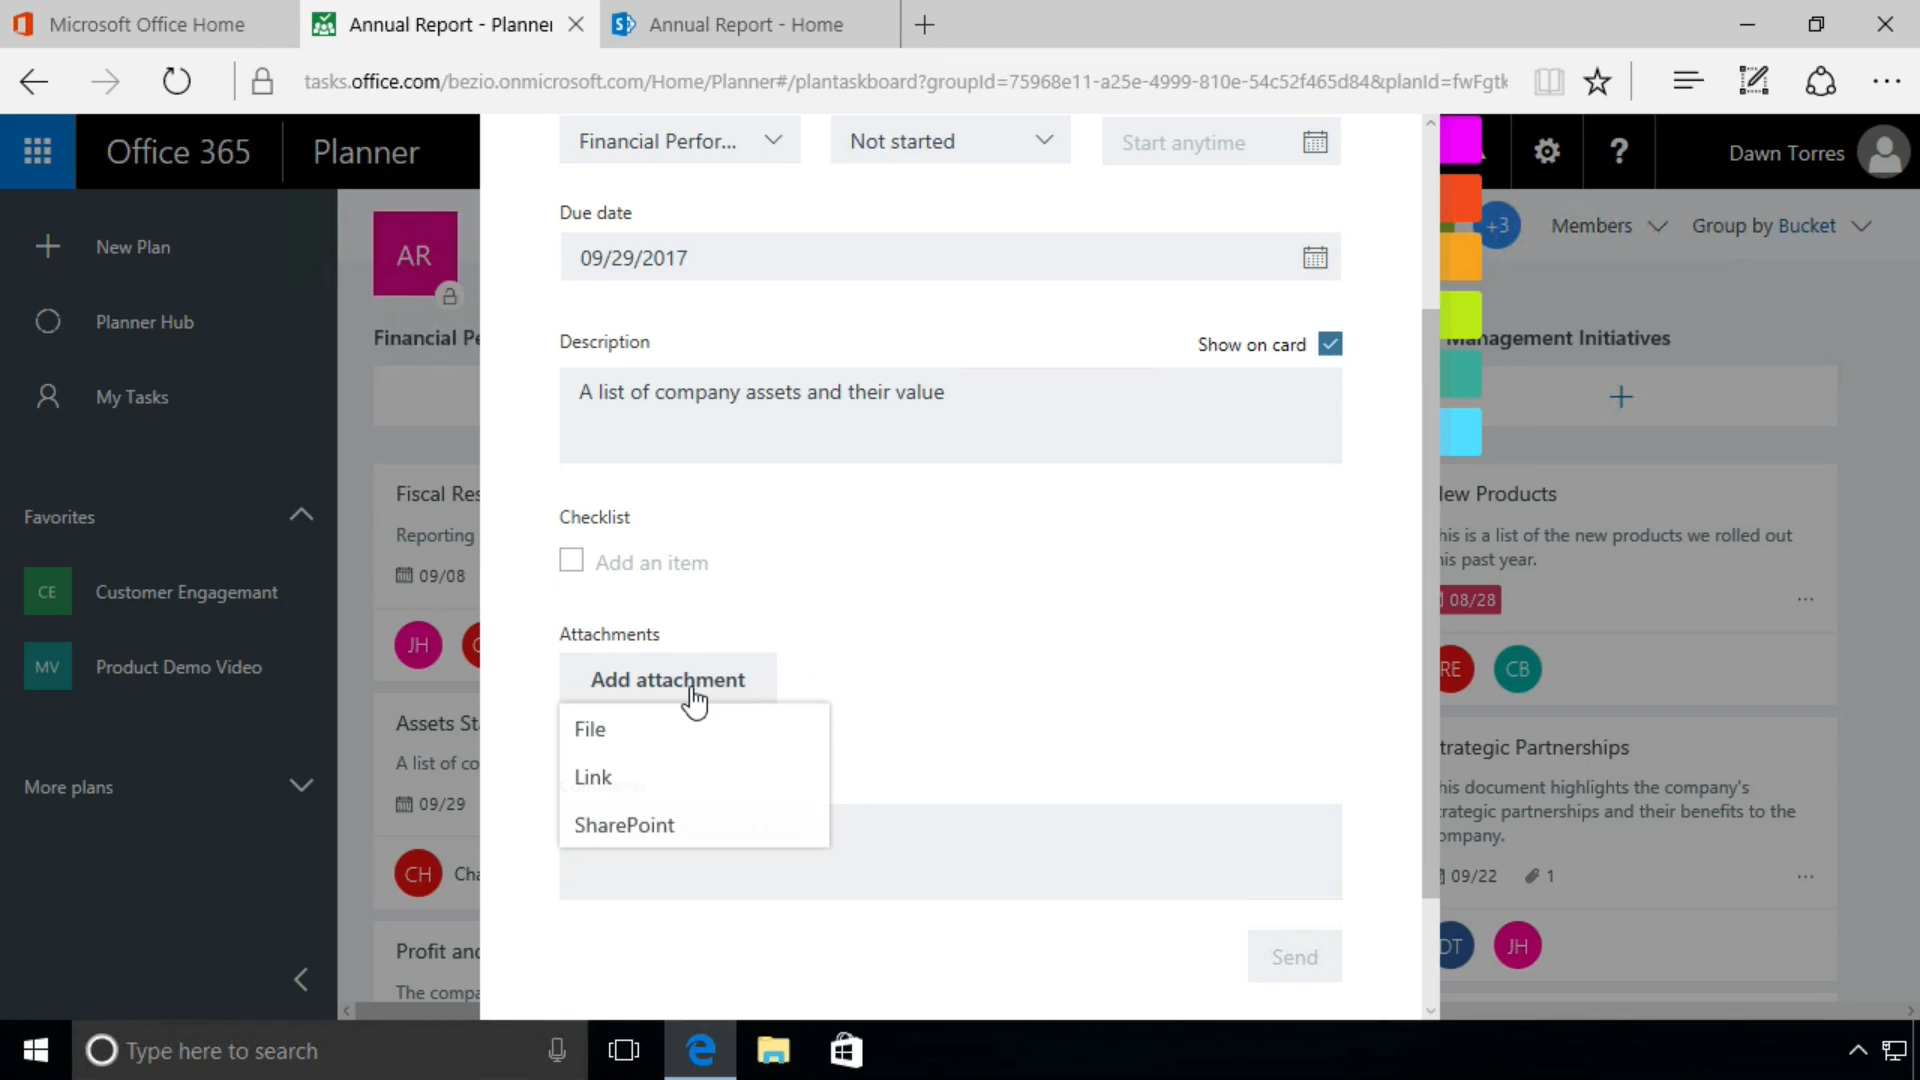 Microsoft Office Home
Annual Report - Planner
Annual Report - Home
tasks.office.com/bezio.onmicrosoft.com/Home/Planner#/plantaskboard?groupId=75968e11-a25e-4999-810e-54c52f465d84&planId=fwFgtk
Office 365
Planner
Dawn Torres
Financial Perfor...
Not started
Start anytime
New Plan
AR
+3
Members
Group by Bucket
Due date
09/29/2017
Planner Hub
Financial Pe
Description
Show on card
Management Initiatives
My Tasks
A list of company assets and their value
Favorites
Fiscal Res
Checklist
New Products
Reporting
Add an item
his is a list of the new products we rolled out
is past year.
09/08
CE
Customer Engagemant
08/28
JH
Attachments
RE
CB
MV
Product Demo Video
Add attachment
Assets St
File
trategic Partnerships
A list of co
Link
his document highlights the company's
rategic partnerships and their benefits to the
ompany.
More plans
09/29
SharePoint
CH
Cha
09/22
1
Profit and
DT
JH
The compa
Send
Type here to search